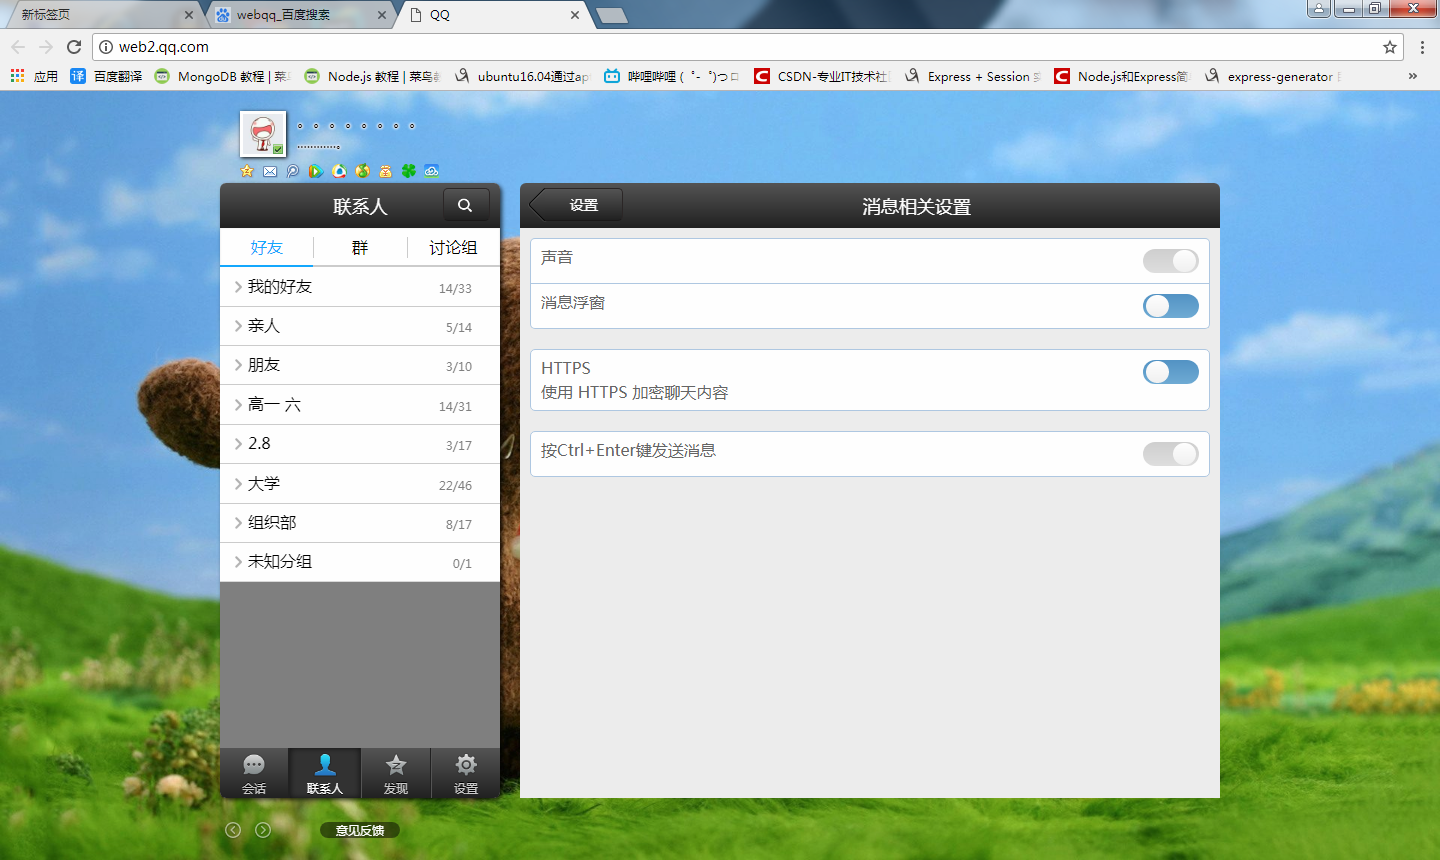 新标签页
webqq_百度搜索
QQ
web2.qq.com
应用
百度翻译
MongoDB 教程 | 菜
Node.js 教程 | 菜鸟
ubuntu16.04通过ap
哔哩哔哩 ( ゜- ゜)つロ
CSDN-专业IT技术社
Express + Session
Node.js和Express简
express-generator
。。。。。。。。
............。
联系人
好友
群
讨论组
我的好友 14/33
亲人 5/14
朋友 3/10
高一 六 14/31
2.8 3/17
大学 22/46
组织部 8/17
未知分组 0/1
会话
联系人
发现
设置
意见反馈
设置
消息相关设置
声音
消息浮窗
HTTPS
使用 HTTPS 加密聊天内容
按Ctrl+Enter键发送消息